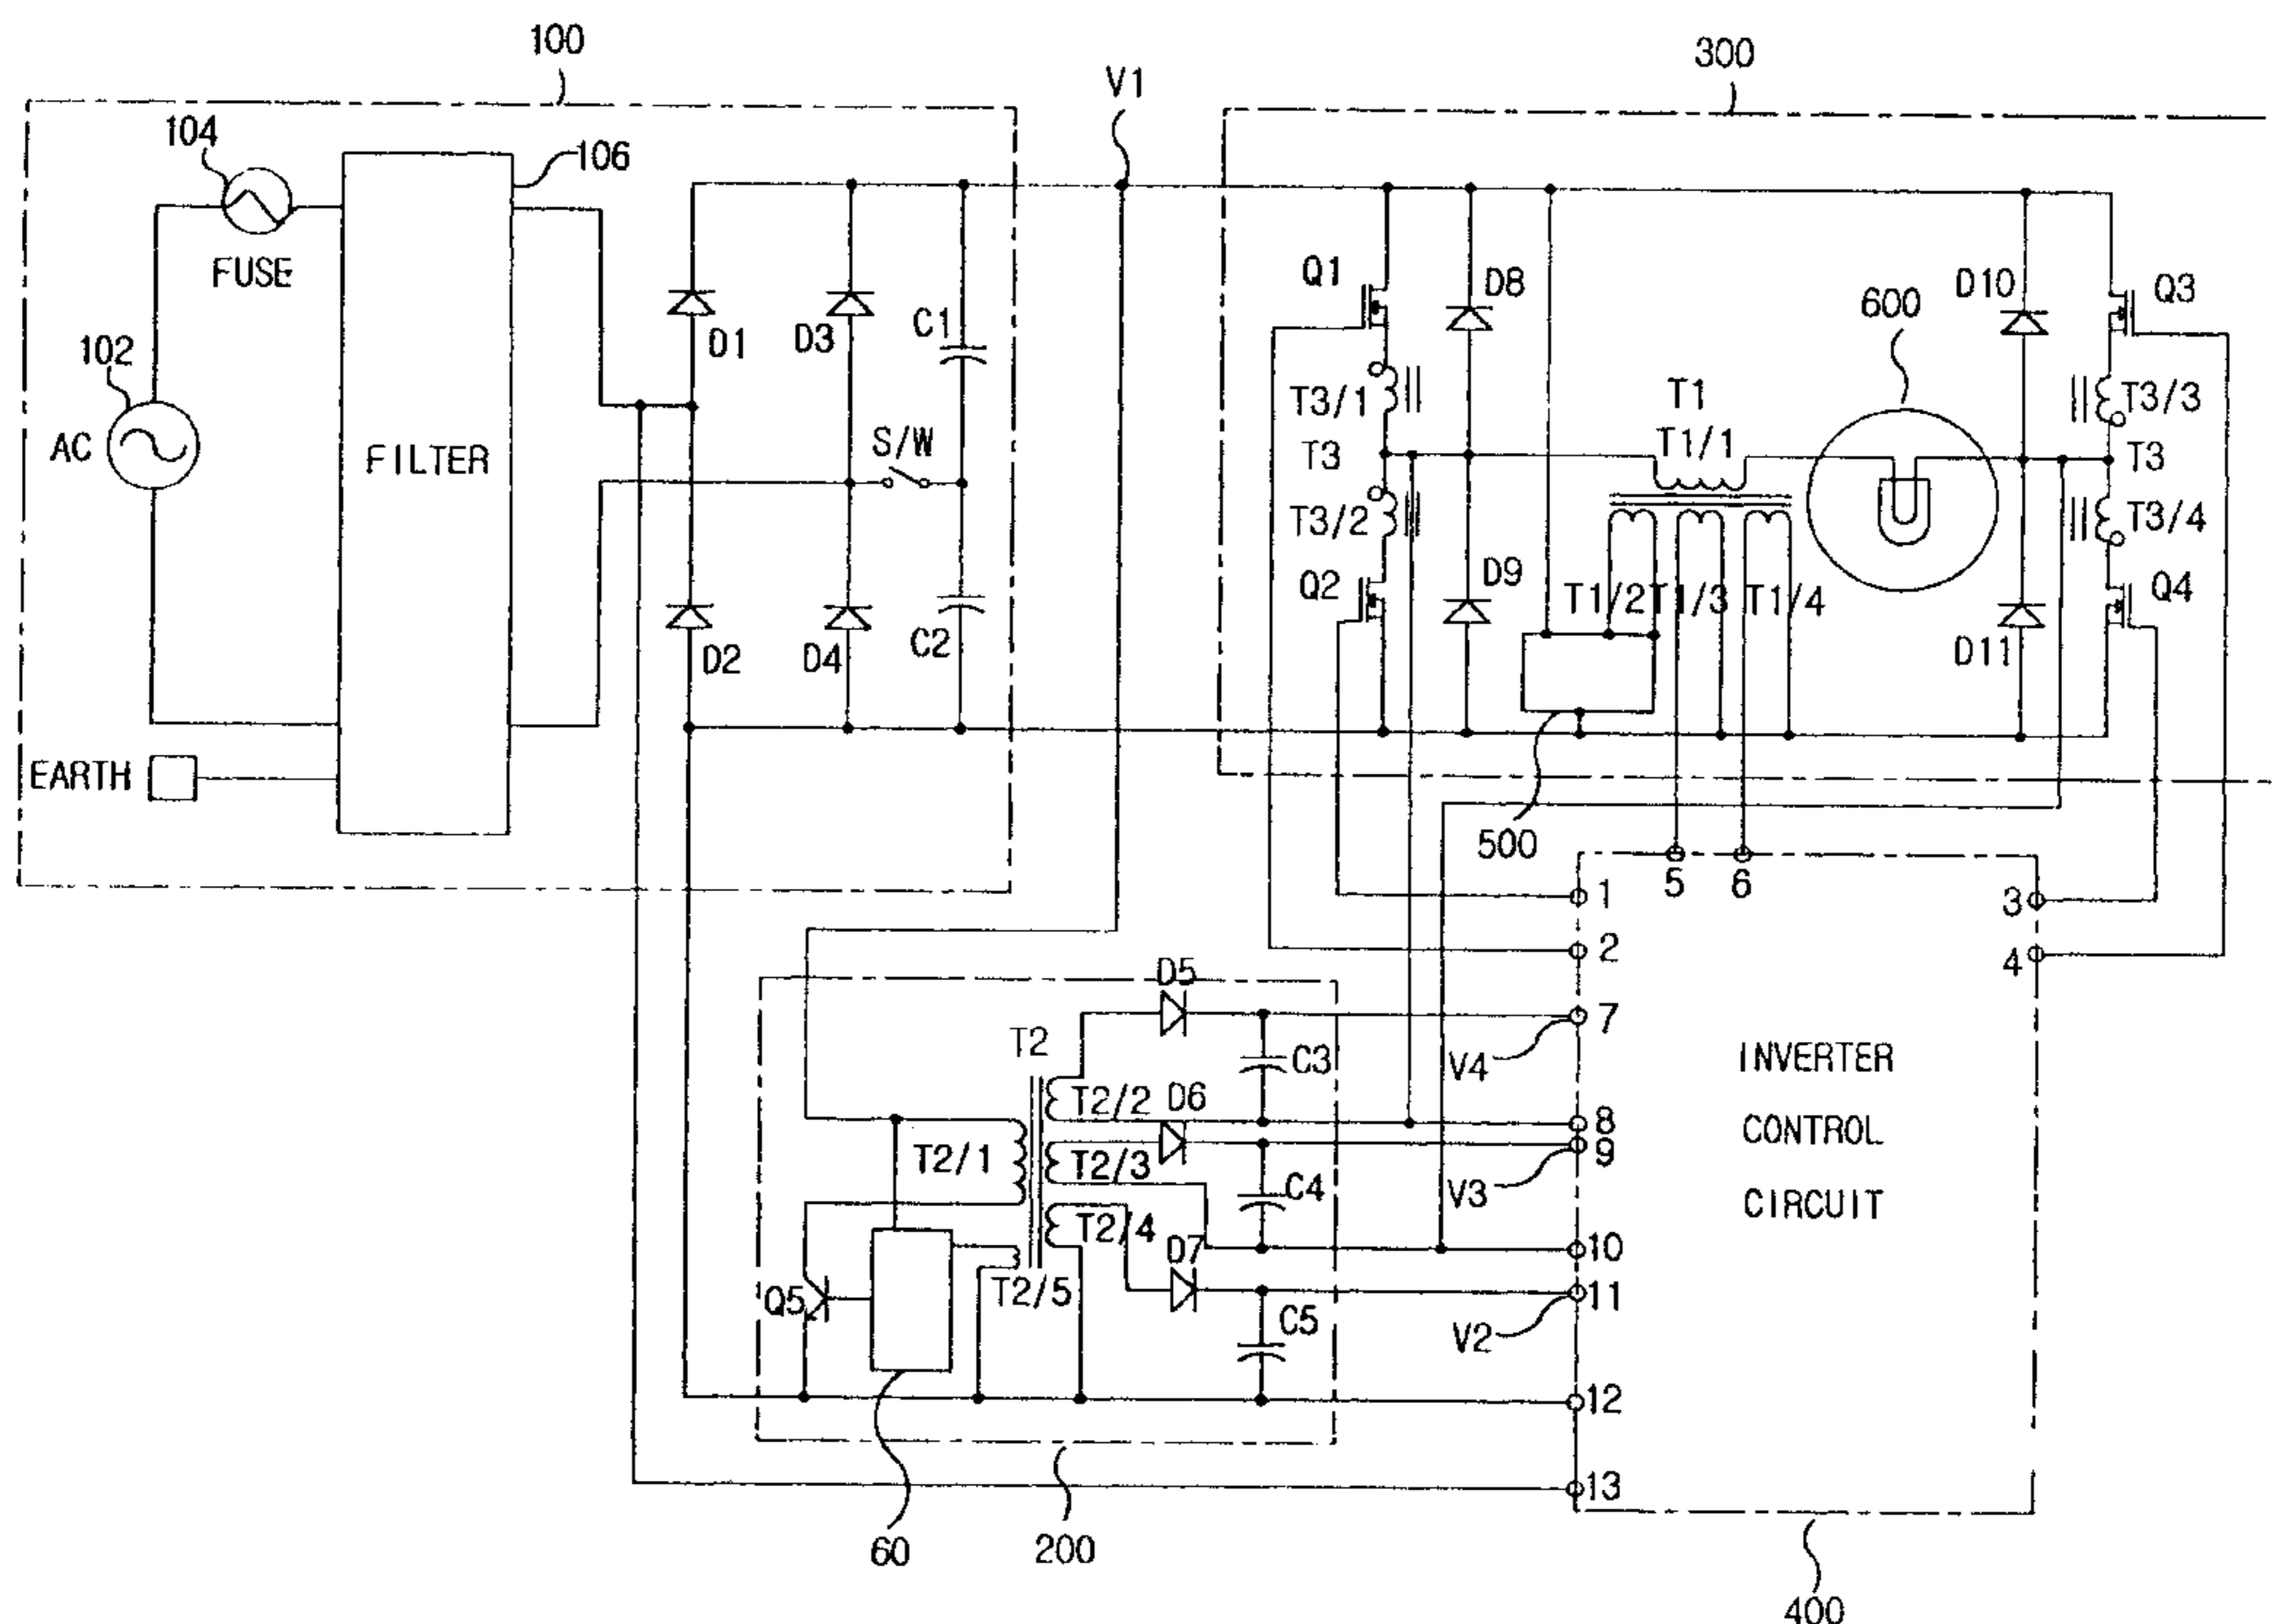 100
V1
300
104
106
FUSE
Q1
D8
D10
Q3
600
102
D1
D3
C1
T3/1
T1
T3/3
AC
FILTER
S/W
T3
T1/1
T3
T3/2
T3/4
Q2
D9
T1/2
T1/3
T1/4
Q4
D2
D4
C2
D11
EARTH
500
5
6
1
3
2
4
D5
7
T2
C3
V4
INVERTER
T2/2
D6
8
CONTROL
9
T2/1
T2/3
C4
V3
CIRCUIT
T2/4
D7
10
Q5
T2/5
C5
11
V2
12
13
60
200
400